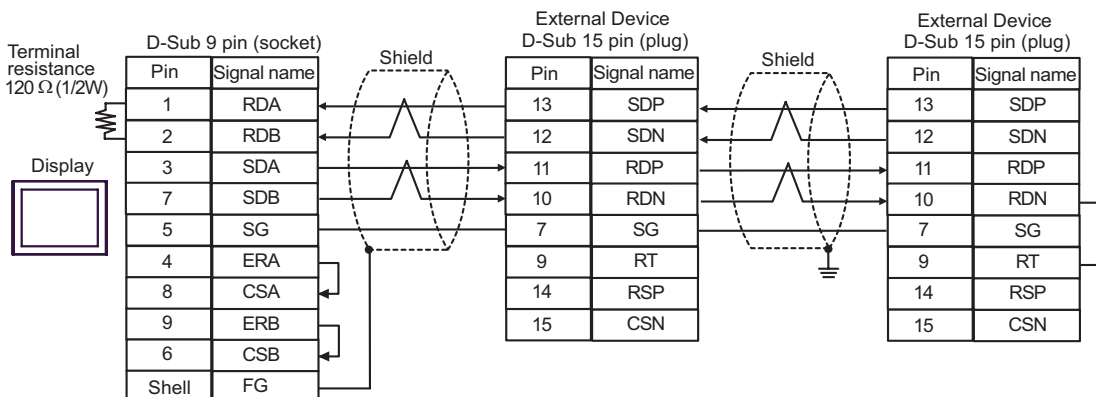 Terminal
resistance
120 Ω (1/2W)
Display
D-Sub 9 pin (socket)
Pin Signal name
1 RDA
2 RDB
3 SDA
7 SDB
5 SG
4 ERA
8 CSA
9 ERB
6 CSB
Shell FG
Shield
External Device
D-Sub 15 pin (plug)
Pin Signal name
13 SDP
12 SDN
11 RDP
10 RDN
7 SG
9 RT
14 RSP
15 CSN
Shield
External Device
D-Sub 15 pin (plug)
Pin Signal name
13 SDP
12 SDN
11 RDP
10 RDN
7 SG
9 RT
14 RSP
15 CSN